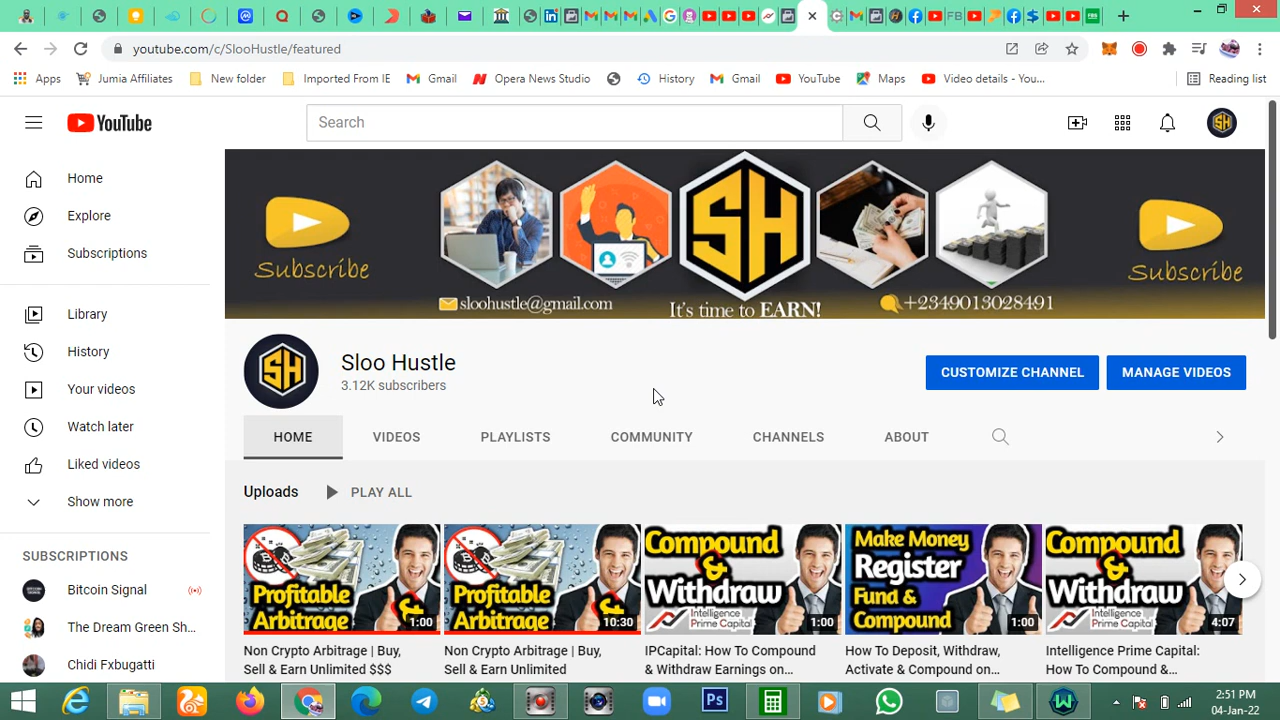 youtube.com/c/SlooHustle/featured
Apps
Jumia Affiliates
New folder
Imported From IE
Gmail
Opera News Studio
History
Gmail
YouTube
Maps
Video details - You...
Reading list
YouTube
Search
SH
Home
Explore
Subscriptions
Library
History
Your videos
Watch later
Liked videos
Show more
SUBSCRIPTIONS
Bitcoin Signal
The Dream Green Sh...
Chidi Fxbugatti
Subscribe
SH
Subscribe
sloohustle@gmail.com
It's time to EARN!
+2349013028491
SH
Sloo Hustle
3.12K subscribers
CUSTOMIZE CHANNEL
MANAGE VIDEOS
HOME
VIDEOS
PLAYLISTS
COMMUNITY
CHANNELS
ABOUT
Uploads
PLAY ALL
Profitable
Arbitrage
1:00
Non Crypto Arbitrage | Buy,
Sell & Earn Unlimited $$$
Profitable
Arbitrage
10:30
Non Crypto Arbitrage | Buy,
Sell & Earn Unlimited
Compound
&
Withdraw
Intelligence
Prime Capital
1:00
IPCapital: How To Compound
& Withdraw Earnings on...
Make Money
Register
Fund &
Compound
1:00
How To Deposit, Withdraw,
Activate & Compound on...
Compound
&
Withdraw
Intelligence
Prime Capital
4:07
Intelligence Prime Capital:
How To Compound &...
Ps
2:51 PM
04-Jan-22